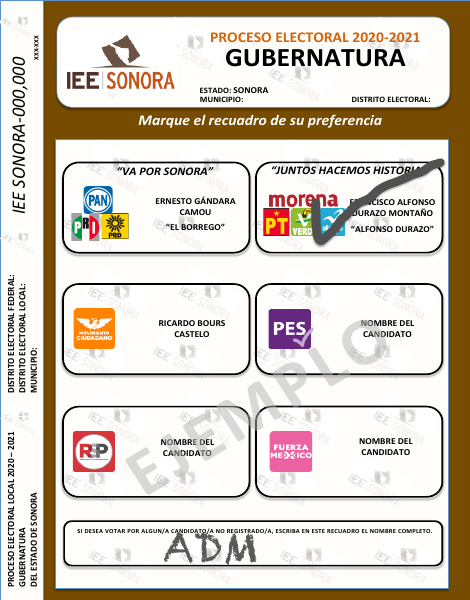 IEE SONORA-000,000
XXX-XXX
DISTRITO ELECTORAL FEDERAL:
DISTRITO ELECTORAL LOCAL:
MUNICIPIO:
PROCESO ELECTORAL LOCAL 2020 – 2021
GUBERNATURA
DEL ESTADO DE SONORA
IEE SONORA
PROCESO ELECTORAL 2020-2021
GUBERNATURA
ESTADO: SONORA
MUNICIPIO:
DISTRITO ELECTORAL:
Marque el recuadro de su preferencia
“VA POR SONORA”
PAN
PRI
PRD
ERNESTO GÁNDARA
CAMOU
“EL BORREGO”
“JUNTOS HACEMOS HISTORIA
morena
PT
VERDE
FRANCISCO ALFONSO
DURAZO MONTAÑO
“ALFONSO DURAZO”
MOVIMIENTO
CIUDADANO
RICARDO BOURS
CASTELO
PES
NOMBRE DEL
CANDIDATO
RSP
NOMBRE DEL
CANDIDATO
FUERZA
MEXICO
NOMBRE DEL
CANDIDATO
EJEMPLO
SI DESEA VOTAR POR ALGUN/A CANDIDATO/A NO REGISTRADO/A, ESCRIBA EN ESTE RECUADRO EL NOMBRE COMPLETO.
ADM